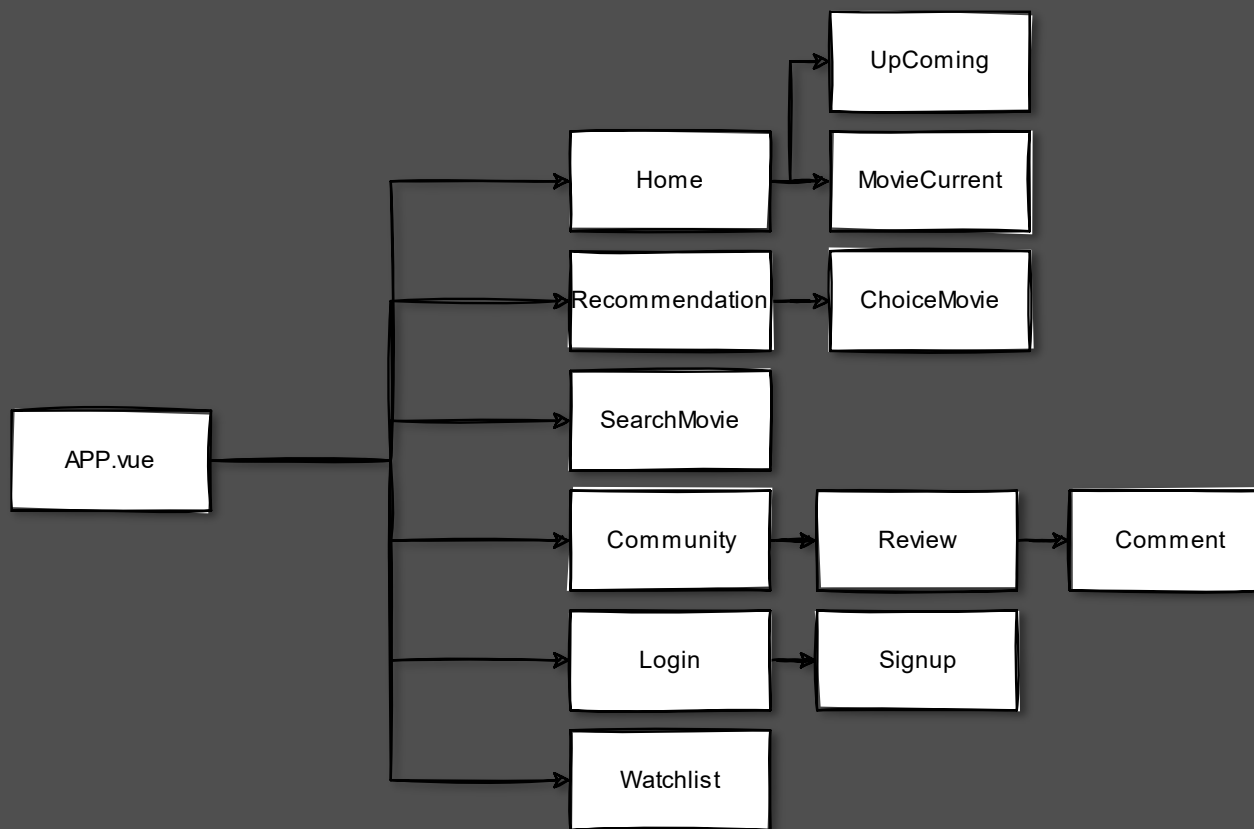 UpComing
Home
MovieCurrent
Recommendation
ChoiceMovie
SearchMovie
APP.vue
Community
Review
Comment
Login
Signup
Watchlist